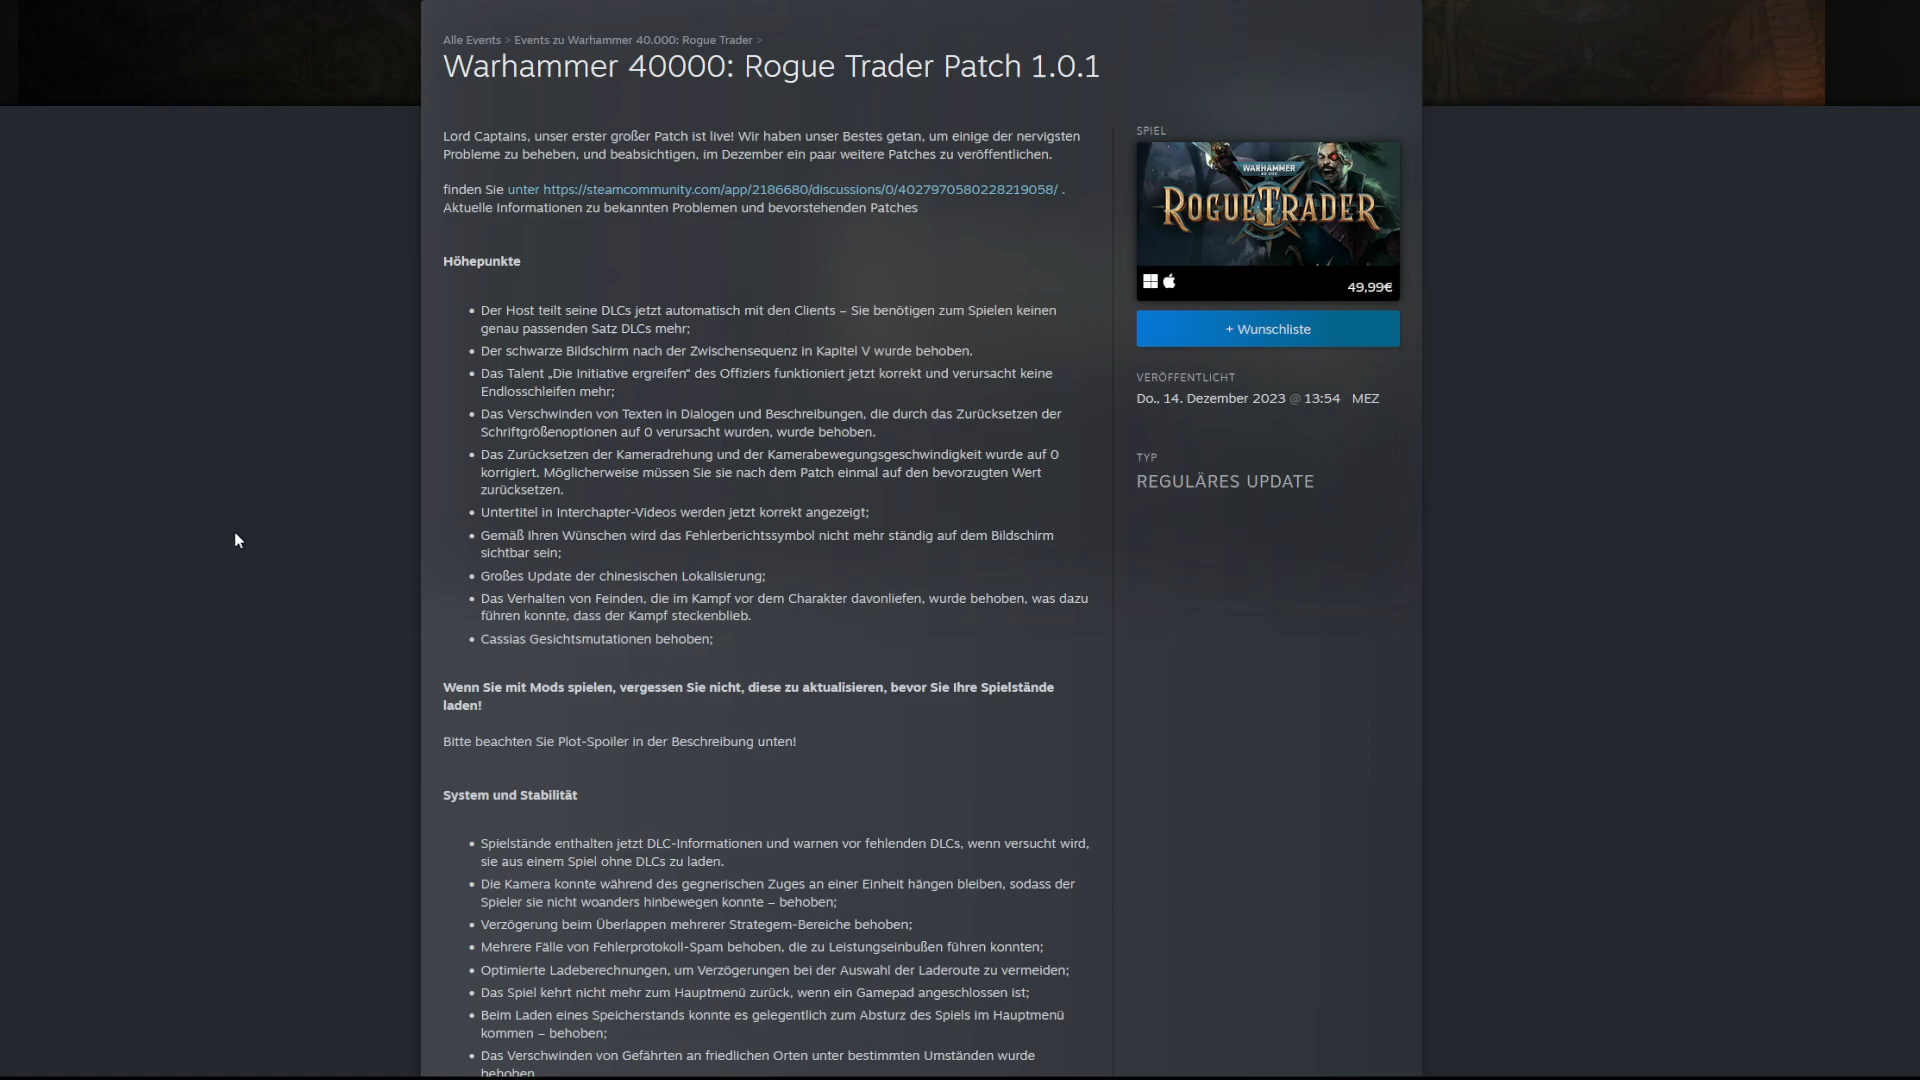 Alle Events > Events zu Warhammer 40.000: Rogue Trader >
Warhammer 40000: Rogue Trader Patch 1.0.1
Lord Captains, unser erster großer Patch ist live! Wir haben unser Bestes getan, um einige der nervigsten
Probleme zu beheben, und beabsichtigen, im Dezember ein paar weitere Patches zu veröffentlichen.
finden Sie unter https://steamcommunity.com/app/2186680/discussions/0/4027970580228219058/ .
Aktuelle Informationen zu bekannten Problemen und bevorstehenden Patches
Höhepunkte
• Der Host teilt seine DLCs jetzt automatisch mit den Clients – Sie benötigen zum Spielen keinen
genau passenden Satz DLCs mehr;
• Der schwarze Bildschirm nach der Zwischensequenz in Kapitel V wurde behoben.
• Das Talent „Die Initiative ergreifen“ des Offiziers funktioniert jetzt korrekt und verursacht keine
Endlosschleifen mehr;
• Das Verschwinden von Texten in Dialogen und Beschreibungen, die durch das Zurücksetzen der
Schriftgrößenoptionen auf 0 verursacht wurden, wurde behoben.
• Das Zurücksetzen der Kameradrehung und der Kamerabewegungsgeschwindigkeit wurde auf 0
korrigiert. Möglicherweise müssen Sie sie nach dem Patch einmal auf den bevorzugten Wert
zurücksetzen.
• Untertitel in Interchapter-Videos werden jetzt korrekt angezeigt;
• Gemäß Ihren Wünschen wird das Fehlerberichtssymbol nicht mehr ständig auf dem Bildschirm
sichtbar sein;
• Großes Update der chinesischen Lokalisierung;
• Das Verhalten von Feinden, die im Kampf vor dem Charakter davonliefen, wurde behoben, was dazu
führen konnte, dass der Kampf steckenblieb.
• Cassias Gesichtsmutationen behoben;
Wenn Sie mit Mods spielen, vergessen Sie nicht, diese zu aktualisieren, bevor Sie Ihre Spielstände
laden!
Bitte beachten Sie Plot-Spoiler in der Beschreibung unten!
System und Stabilität
• Spielstände enthalten jetzt DLC-Informationen und warnen vor fehlenden DLCs, wenn versucht wird,
sie aus einem Spiel ohne DLCs zu laden.
• Die Kamera konnte während des gegnerischen Zuges an einer Einheit hängen bleiben, sodass der
Spieler sie nicht woanders hinbewegen konnte – behoben;
• Verzögerung beim Überlappen mehrerer Strategem-Bereiche behoben;
• Mehrere Fälle von Fehlerprotokoll-Spam behoben, die zu Leistungseinbußen führen konnten;
• Optimierte Ladeberechnungen, um Verzögerungen bei der Auswahl der Laderoute zu vermeiden;
• Das Spiel kehrt nicht mehr zum Hauptmenü zurück, wenn ein Gamepad angeschlossen ist;
• Beim Laden eines Speicherstands konnte es gelegentlich zum Absturz des Spiels im Hauptmenü
kommen – behoben;
• Das Verschwinden von Gefährten an friedlichen Orten unter bestimmten Umständen wurde
behoben
SPIEL
WARHAMMER
40.000
ROGUE TRADER
49,99€
+ Wunschliste
VERÖFFENTLICHT
Do., 14. Dezember 2023 @ 13:54 MEZ
TYP
REGULÄRES UPDATE